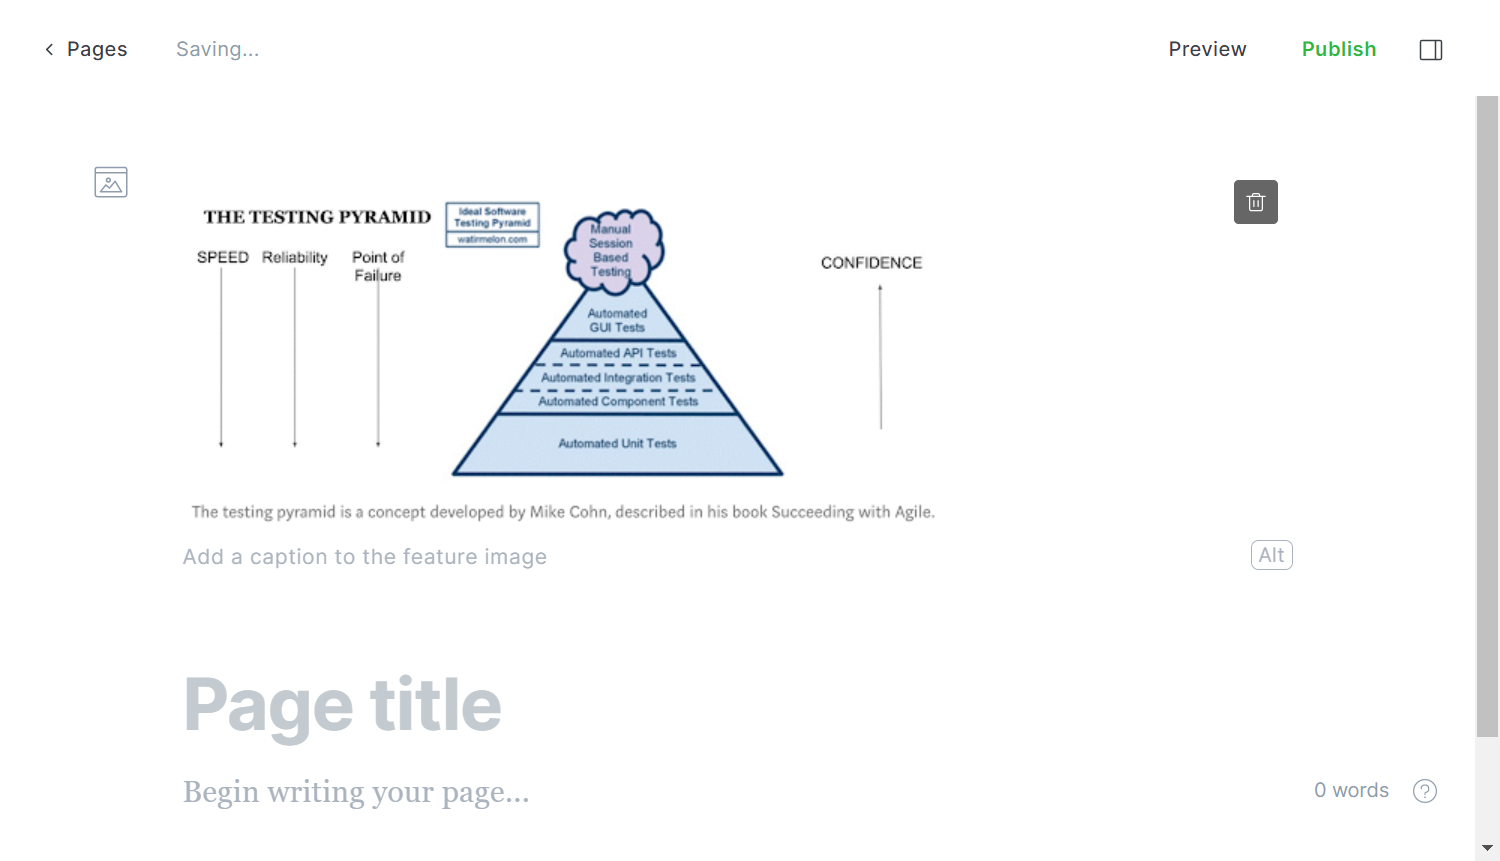 Pages
Saving...
Preview
Publish
THE TESTING PYRAMID
Ideal Software
Testing Pyramid
watirmelon.com
SPEED
Reliability
Point of
Failure
Manual
Session
Based
Testing
CONFIDENCE
Automated
GUI Tests
Automated API Tests
Automated Integration Tests
Automated Component Tests
Automated Unit Tests
The testing pyramid is a concept developed by Mike Cohn, described in his book Succeeding with Agile.
Add a caption to the feature image
Alt
Page title
Begin writing your page...
0 words
?